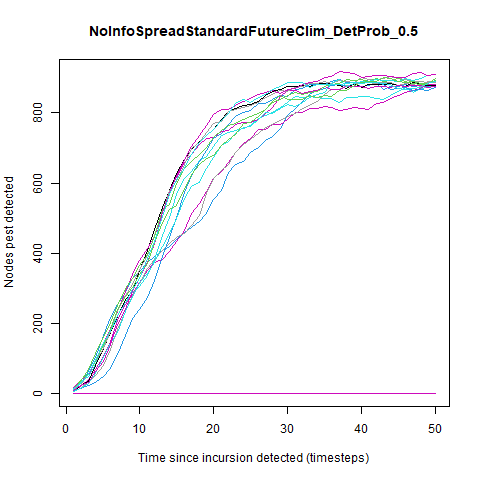 NoInfoSpreadStandardFutureClim_DetProb_0.5
Nodes pest detected
800
600
400
200
0
0 10 20 30 40 50
Time since incursion detected (timesteps)